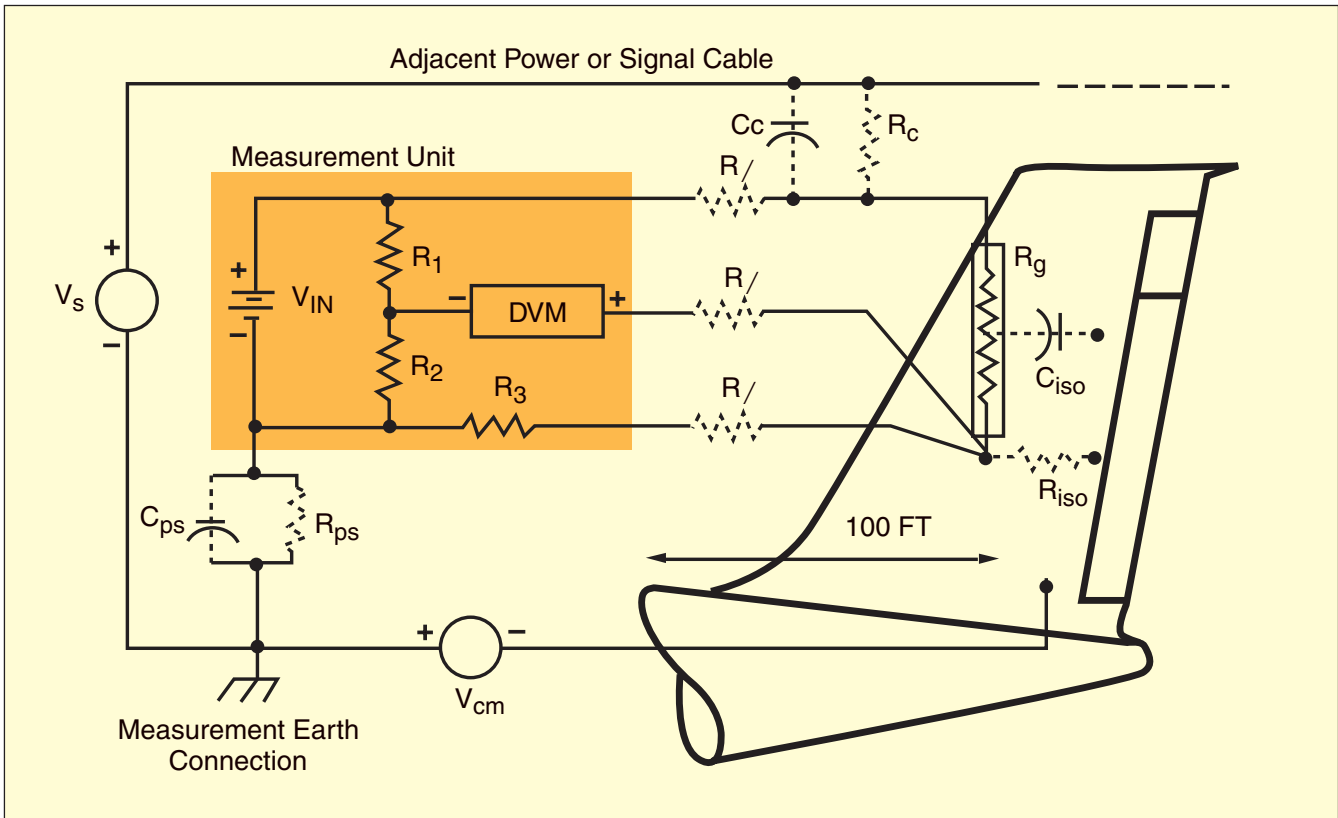 Adjacent Power or Signal Cable
Cc
Rc
Measurement Unit
R/
+
Rg
R1
+
Vs
VIN
–
DVM
+
R/
–
–
Ciso
R2
R3
R/
Riso
Cps
Rps
100 FT
+
–
Vcm
Measurement Earth
Connection